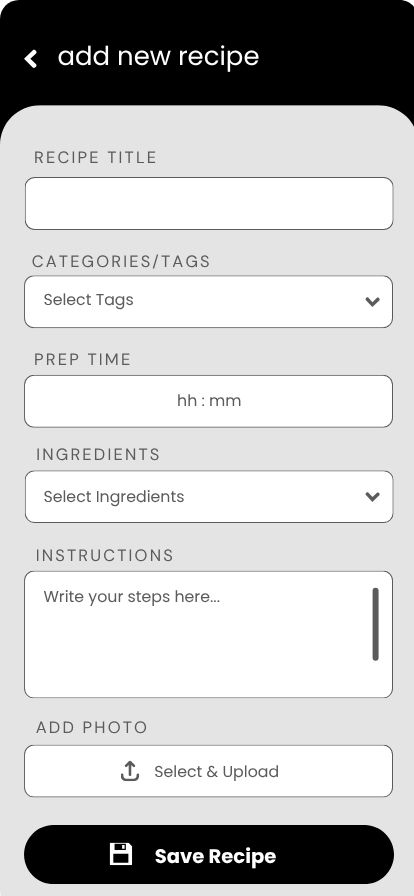 add new recipe
RECIPE TITLE
CATEGORIES/TAGS
Select Tags
PREP TIME
hh : mm
INGREDIENTS
Select Ingredients
INSTRUCTIONS
Write your steps here...
ADD PHOTO
Select & Upload
Save Recipe